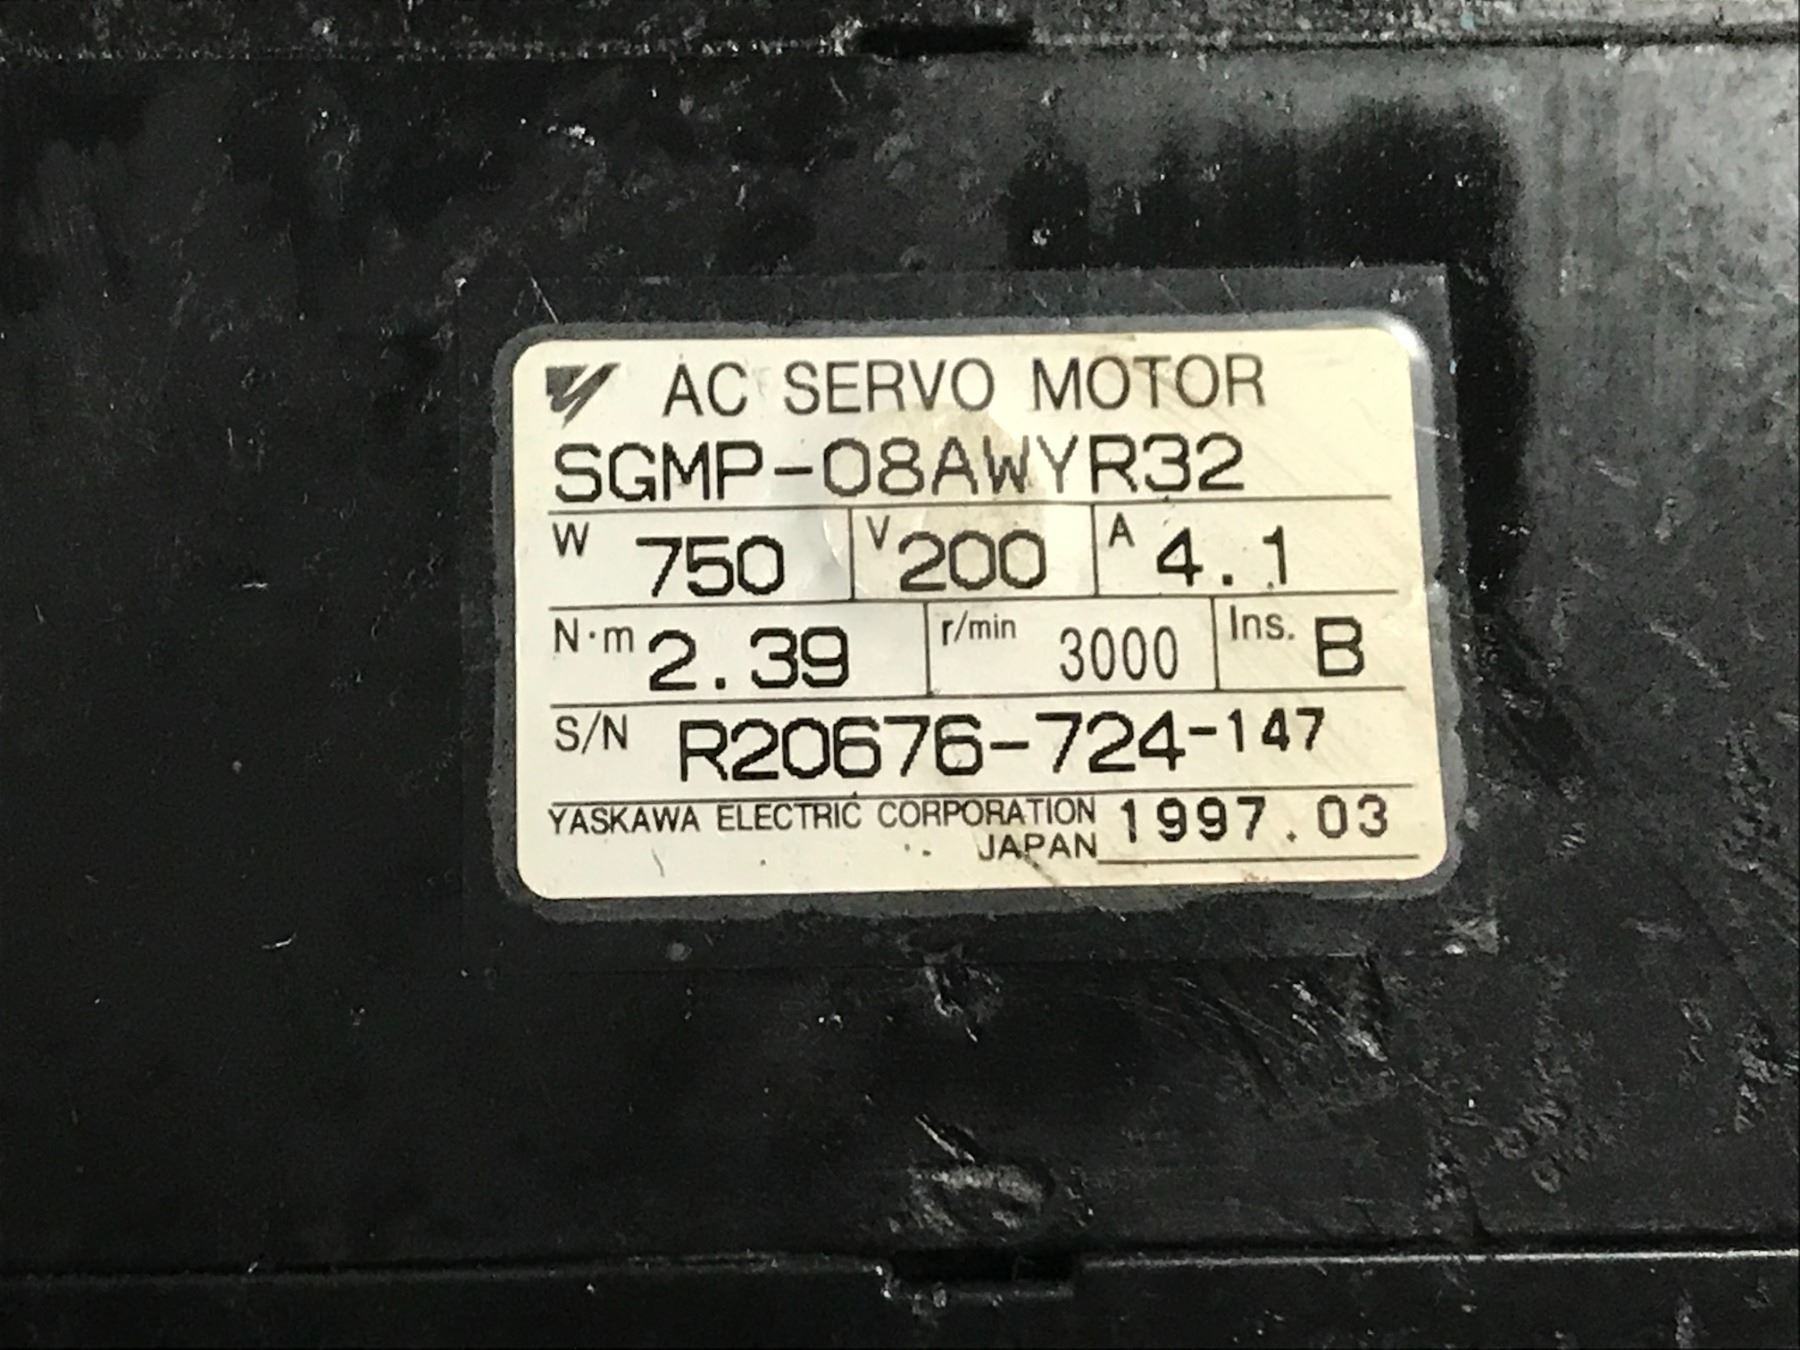 AC SERVO MOTOR
SGMP-08AWYR32
W 750 V 200 A 4.1
N·m 2.39 r/min 3000 Ins. B
S/N R20676-724-147
YASKAWA ELECTRIC CORPORATION 1997.03
JAPAN